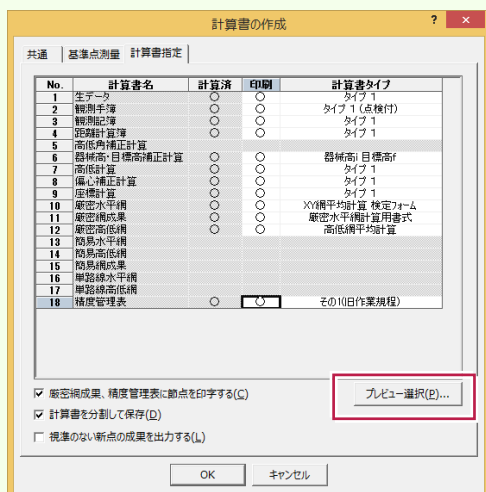 計算書の作成 ? ×
共通 基準点測量 計算書指定
No. 計算書名 計算済 印刷 計算書タイプ
1 生データ ○ ○ タイプ 1
2 観測手簿 ○ ○ タイプ 1 (点検付)
3 観測記簿 ○ ○ タイプ 1
4 距離計算簿 ○ ○ タイプ 1
5 高低角補正計算
6 器械高・目標高補正計算 ○ ○ 器械高i 目標高f
7 高低計算 ○ ○ タイプ 1
8 偏心補正計算 ○ ○ タイプ 1
9 座標計算 ○ ○ タイプ 1
10 厳密水平網 ○ ○ XY網平均計算 検定フォーム
11 厳密網成果 ○ ○ 厳密水平網計算用書式
12 厳密高低網 ○ ○ 高低網平均計算
13 簡易水平網
14 簡易高低網
15 簡易網成果
16 単路線水平網
17 単路線高低網
18 精度管理表 ○ ○ その1(旧作業規程)
厳密網成果、精度管理表に節点を印字する(C) プレビュー選択(P)...
計算書を分割して保存(D)
視準のない新点の成果を出力する(L)
OK キャンセル